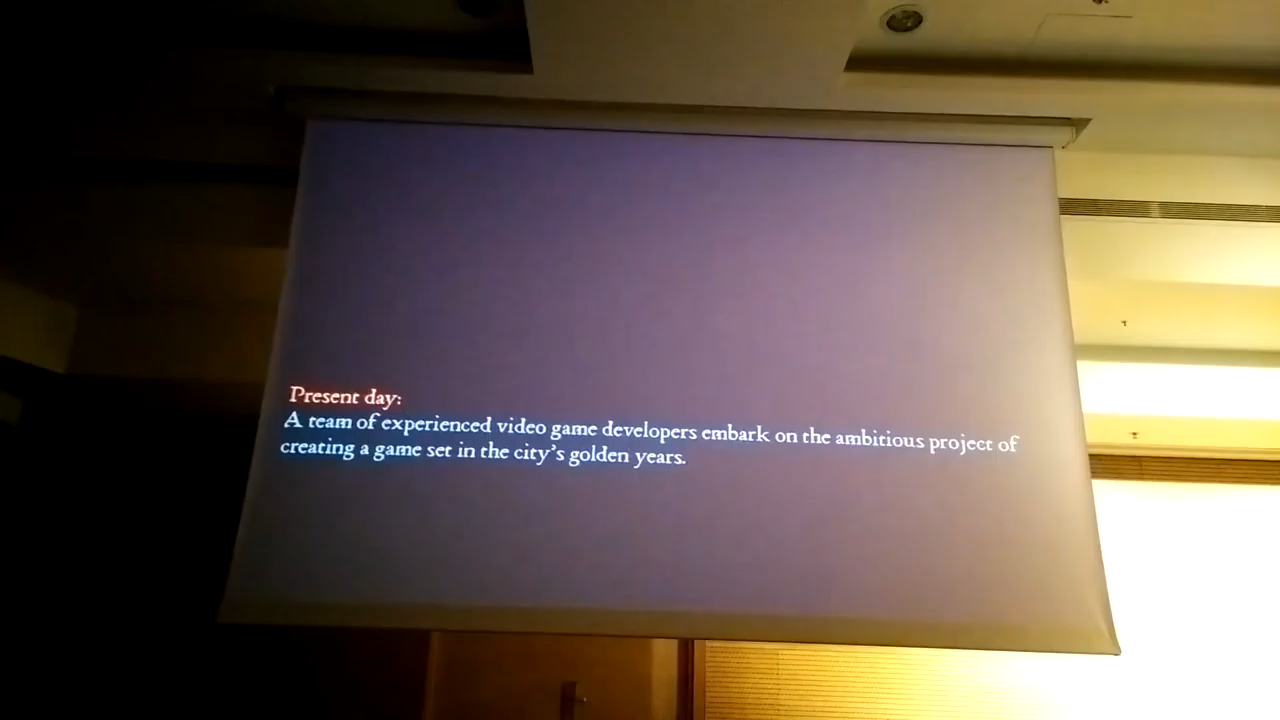 Present day:
A team of experienced video game developers embark on the ambitious project of
creating a game set in the city's golden years.